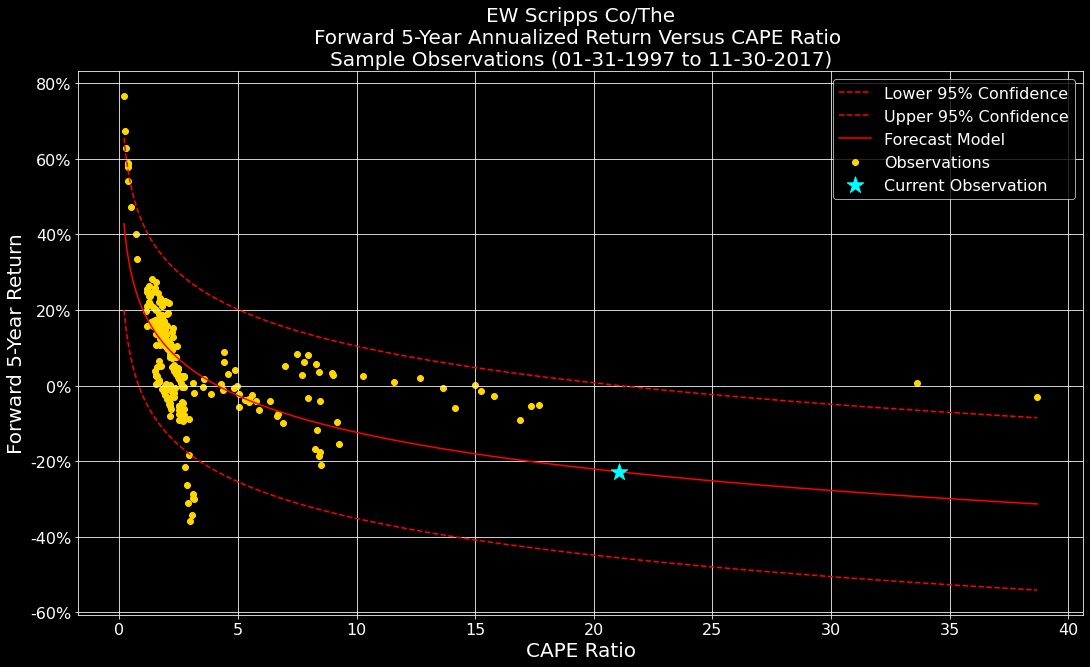 EW Scripps Co/The
Forward 5-Year Annualized Return Versus CAPE Ratio
Sample Observations (01-31-1997 to 11-30-2017)
Lower 95% Confidence
Upper 95% Confidence
Forecast Model
Observations
Current Observation
Forward 5-Year Return
80%
60%
40%
20%
0%
-20%
-40%
-60%
0 5 10 15 20 25 30 35 40
CAPE Ratio